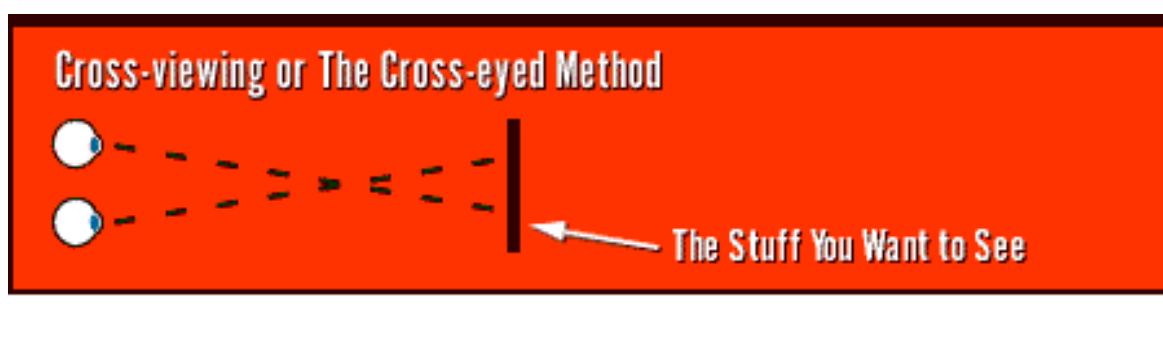 Cross-viewing or The Cross-eyed Method
The Stuff You Want to See